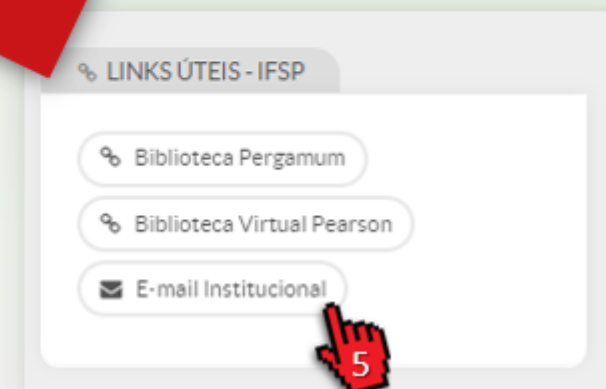 LINKS ÚTEIS - IFSP
Biblioteca Pergamum
Biblioteca Virtual Pearson
E-mail Institucional
5